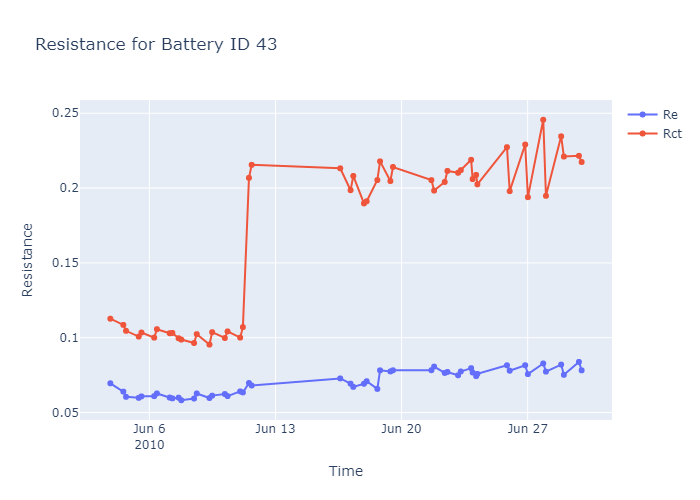 Resistance for Battery ID 43
Re
Rct
Resistance
0.25
0.2
0.15
0.1
0.05
Jun 6
2010
Jun 13
Jun 20
Jun 27
Time